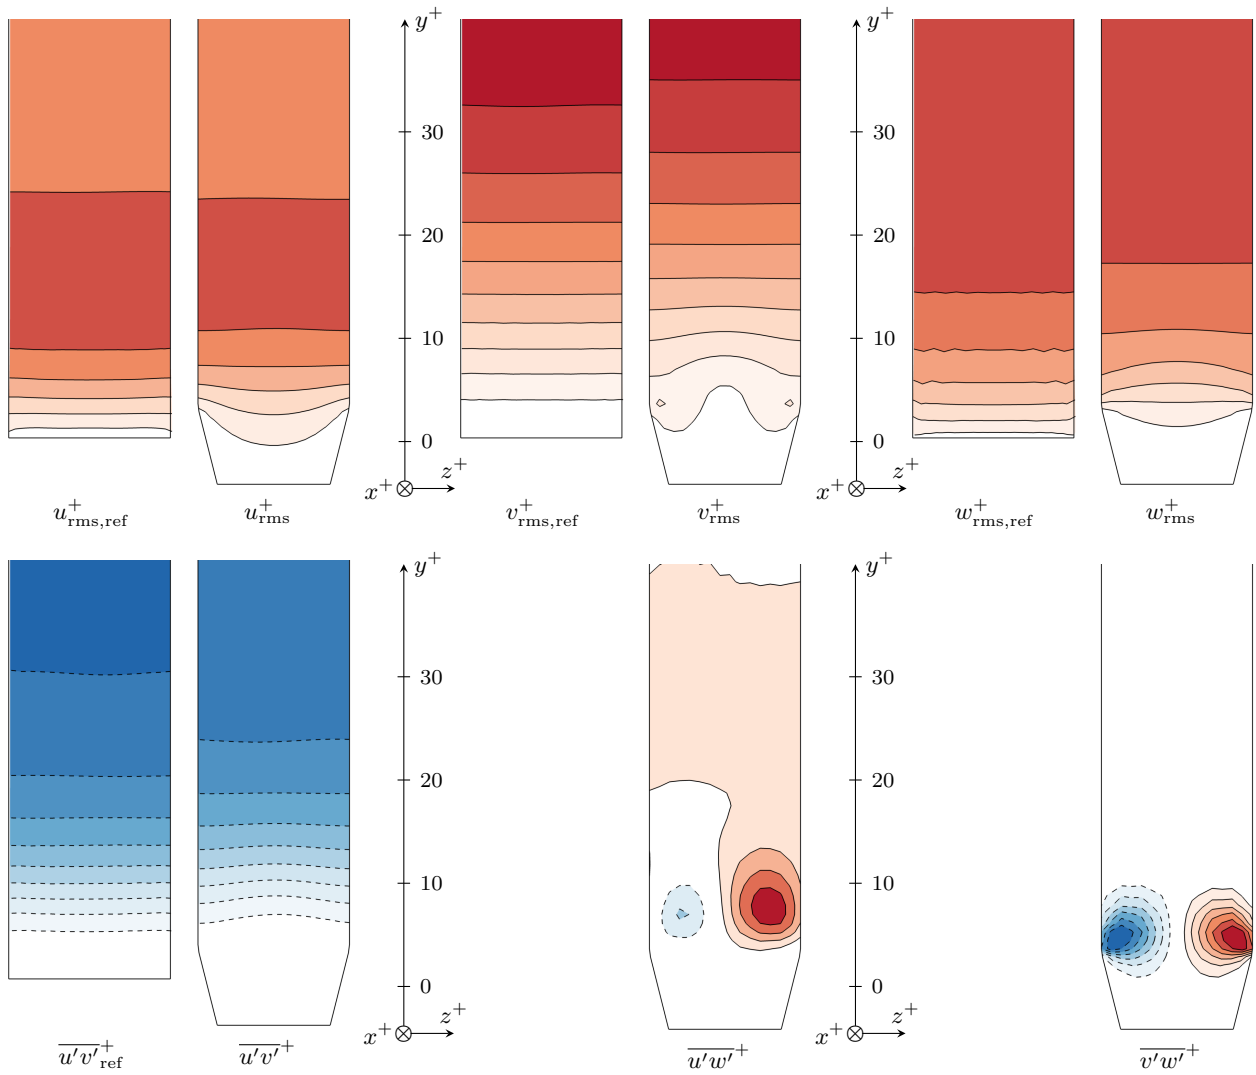 y⁺ y⁺
30 30
20 20
10 10
0 0
z⁺ z⁺
x⁺ x⁺
u⁺rms,ref u⁺rms v⁺rms,ref v⁺rms w⁺rms,ref w⁺rms
y⁺ y⁺
30 30
20 20
10 10
0 0
z⁺ z⁺
x⁺ x⁺
u′v′⁺ref u′v′⁺ u′w′⁺ v′w′⁺